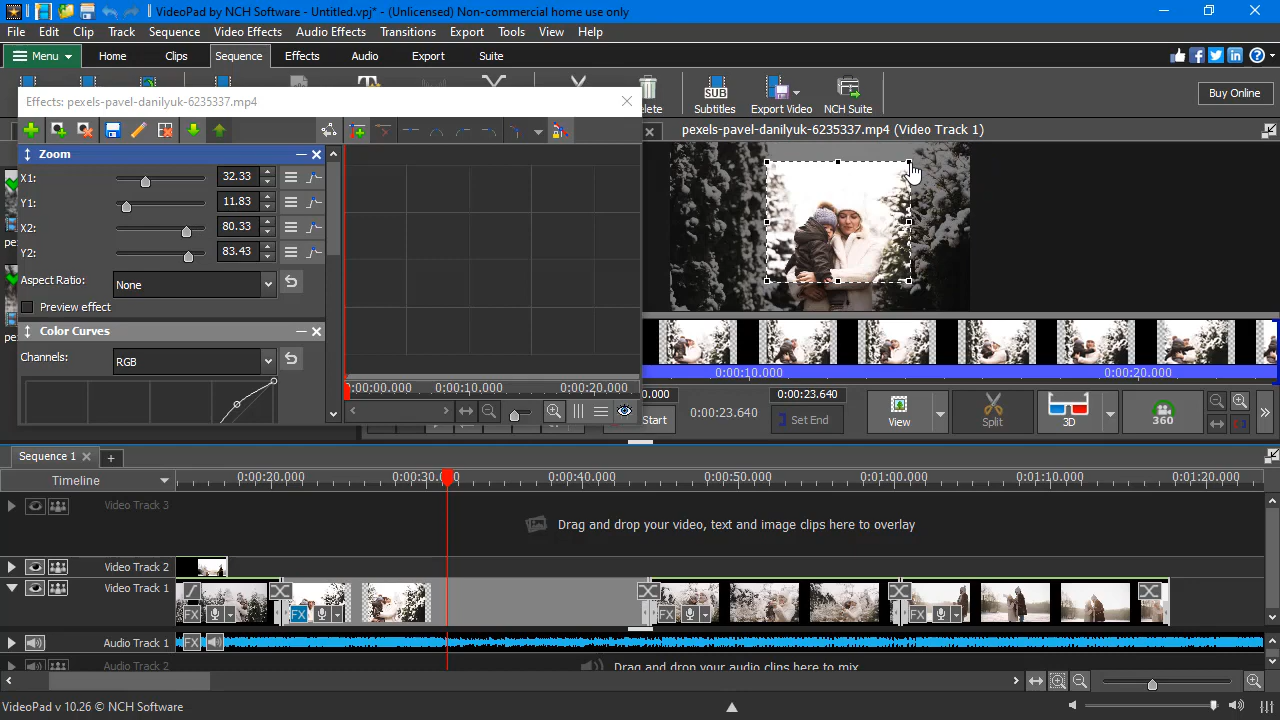 VideoPad by NCH Software - Untitled.vpj* - (Unlicensed) Non-commercial home use only
File Edit Clip Track Sequence Video Effects Audio Effects Transitions Export Tools View Help
Menu Home Clips Sequence Effects Audio Export Suite
Effects: pexels-pavel-danilyuk-6235337.mp4
SUB
Subtitles Export Video NCH Suite Buy Online
pexels-pavel-danilyuk-6235337.mp4 (Video Track 1)
Zoom
X1: 32.33
Y1: 11.83
X2: 80.33
Y2: 83.43
Aspect Ratio: None
Preview effect
Color Curves
Channels: RGB
0:00:00.000 0:00:10.000 0:00:20.000
0:00:10.000 0:00:20.000
0:00:23.640 0:00:23.640
Start Set End View Split 3D 360
Sequence 1
Timeline 0:00:20.000 0:00:40.000 0:00:50.000 0:01:00.000 0:01:10.000 0:01:20.000
Video Track 3 Drag and drop your video, text and image clips here to overlay
Video Track 2
Video Track 1
FX FX FX FX
Audio Track 1 FX
Audio Track 2 Drag and drop your audio clips here to mix
VideoPad v 10.26 © NCH Software